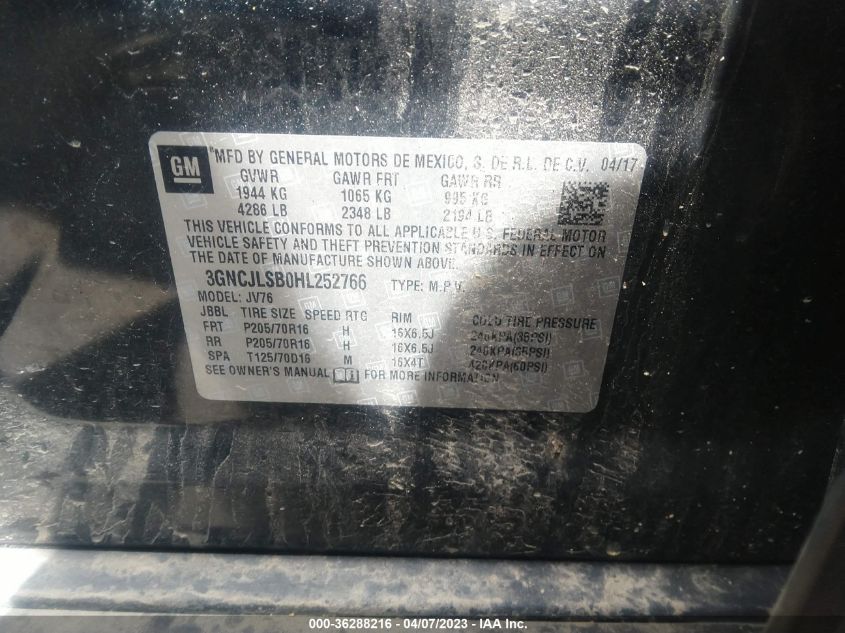 GM
MFD BY GENERAL MOTORS DE MEXICO, S. DE R.L. DE C.V. 04/17
GVWR GAWR FRT GAWR RR
1944 KG 1065 KG 995 KG
4286 LB 2348 LB 2194 LB
THIS VEHICLE CONFORMS TO ALL APPLICABLE U.S. FEDERAL MOTOR
VEHICLE SAFETY AND THEFT PREVENTION STANDARDS IN EFFECT ON
THE DATE OF MANUFACTURE SHOWN ABOVE.
3GNCJLSB0HL252766 TYPE: M.P.V.
MODEL: JV76
JBBL TIRE SIZE SPEED RTG RIM COLD TIRE PRESSURE
FRT P205/70R16 H 16X6.5J 240KPA(35PSI)
RR P205/70R16 H 16X6.5J 240KPA(35PSI)
SPA T125/70D16 M 16X4T 420KPA(60PSI)
SEE OWNER'S MANUAL FOR MORE INFORMATION
000-36288216 - 04/07/2023 - IAA Inc.